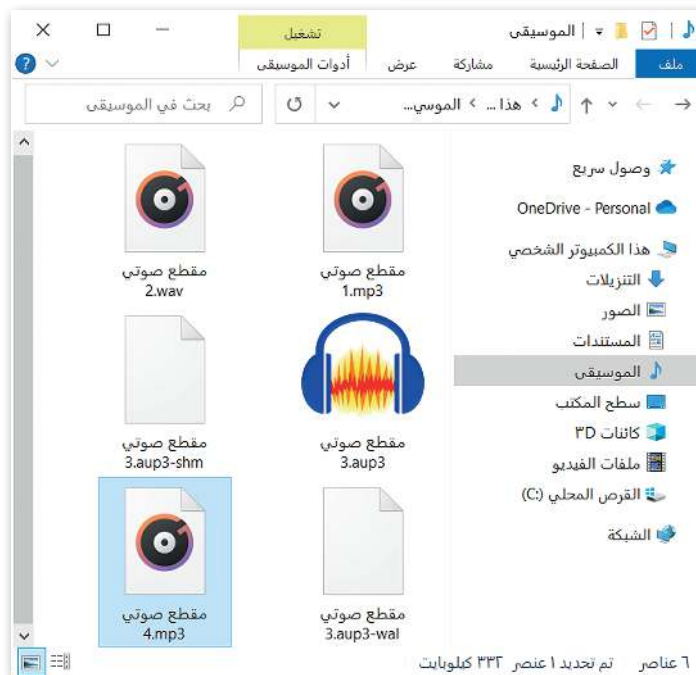 الموسيقى
تشغيل
ملف
الصفحة الرئيسية
مشاركة
عرض
أدوات الموسيقى
?
هذا ...
الموسي...
بحث في الموسيقى
وصول سريع
OneDrive - Personal
هذا الكمبيوتر الشخصي
التنزيلات
الصور
المستندات
الموسيقى
سطح المكتب
كائنات ٣D
ملفات الفيديو
القرص المحلي (C:)
الشبكة
مقطع صوتي
1.mp3
مقطع صوتي
2.wav
مقطع صوتي
3.aup3
مقطع صوتي
3.aup3-shm
مقطع صوتي
3.aup3-wal
مقطع صوتي
4.mp3
٦ عناصر
تم تحديد ١ عنصر ٣٣٢ كيلوبايت